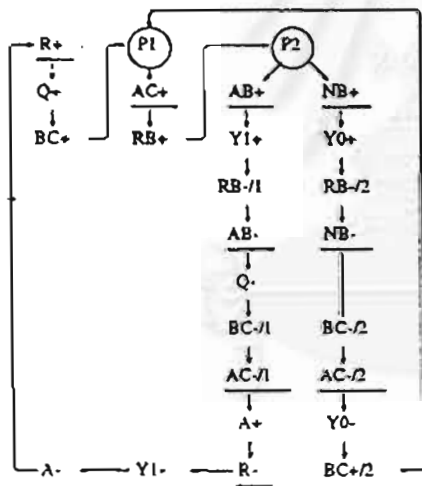 R+ P1 P2
Q+ AC+ AB+ NB+
BC+ RB+ Y1+ Y0+
RB-/1 RB-/2
AB- NB-
Q-
BC-/1 BC-/2
AC-/1 AC-/2
A+ Y0-
A- Y1- R- BC+/2